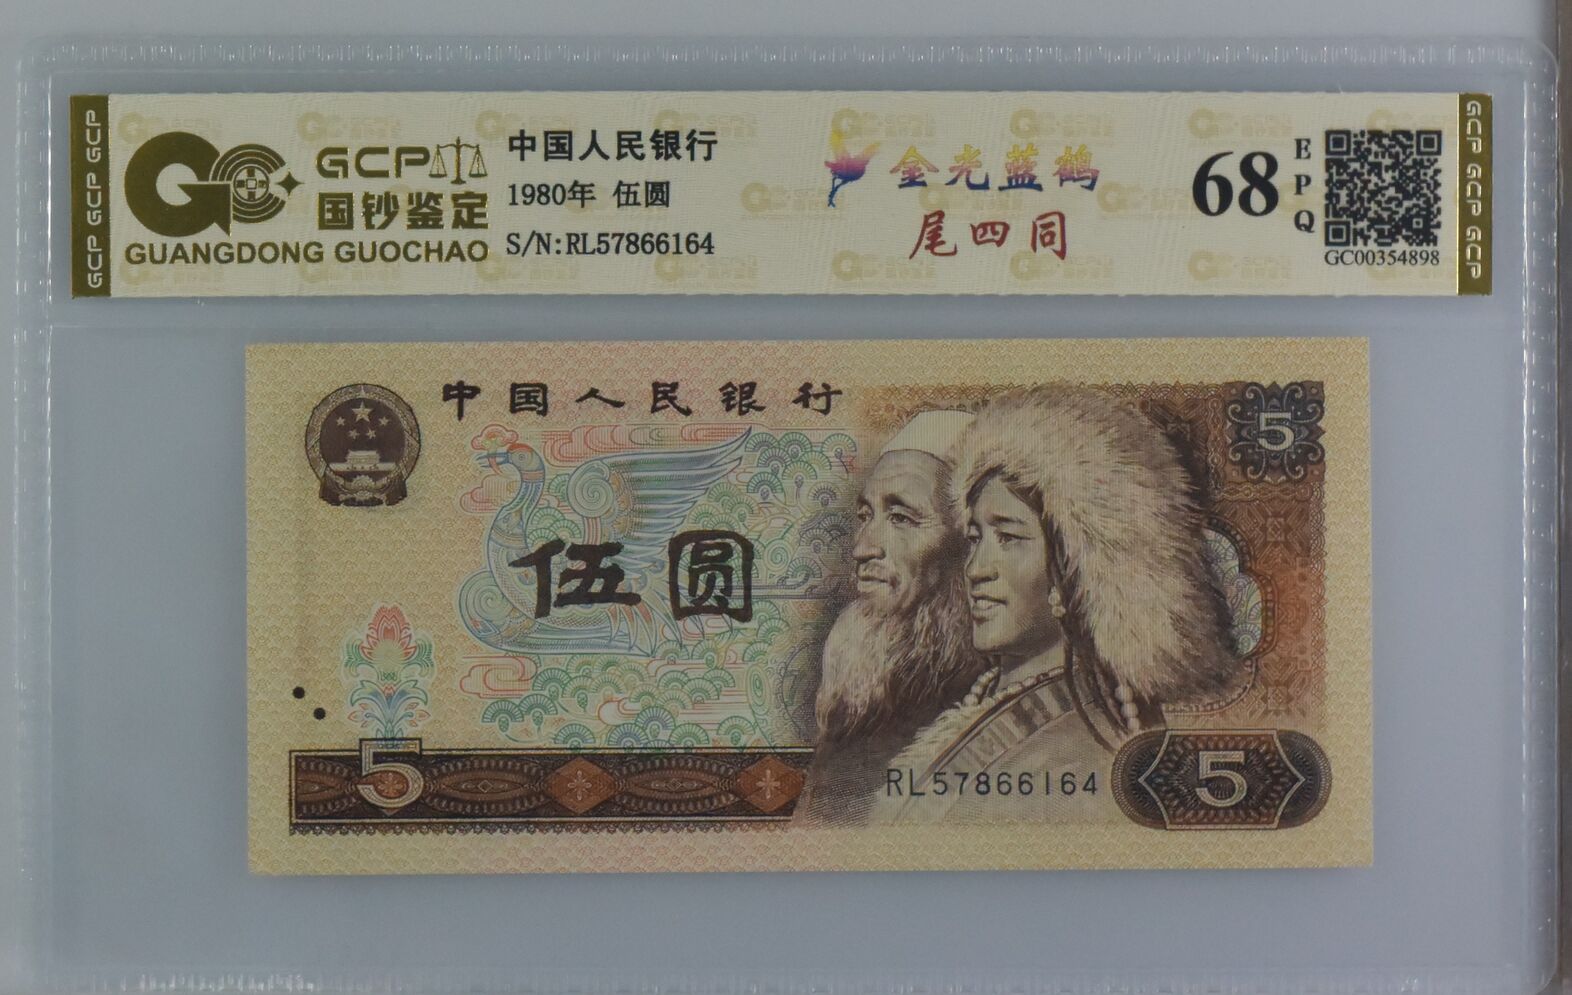 GCP GCP GCP
GCP
国钞鉴定
GUANGDONG GUOCHAO
中国人民银行
1980年 伍圆
S/N:RL57866164
金光蓝鹤
尾四同
68
EPQ
GC00354898
GCP GCP GCP
中国人民银行
5
伍圆
5
RL57866164
5